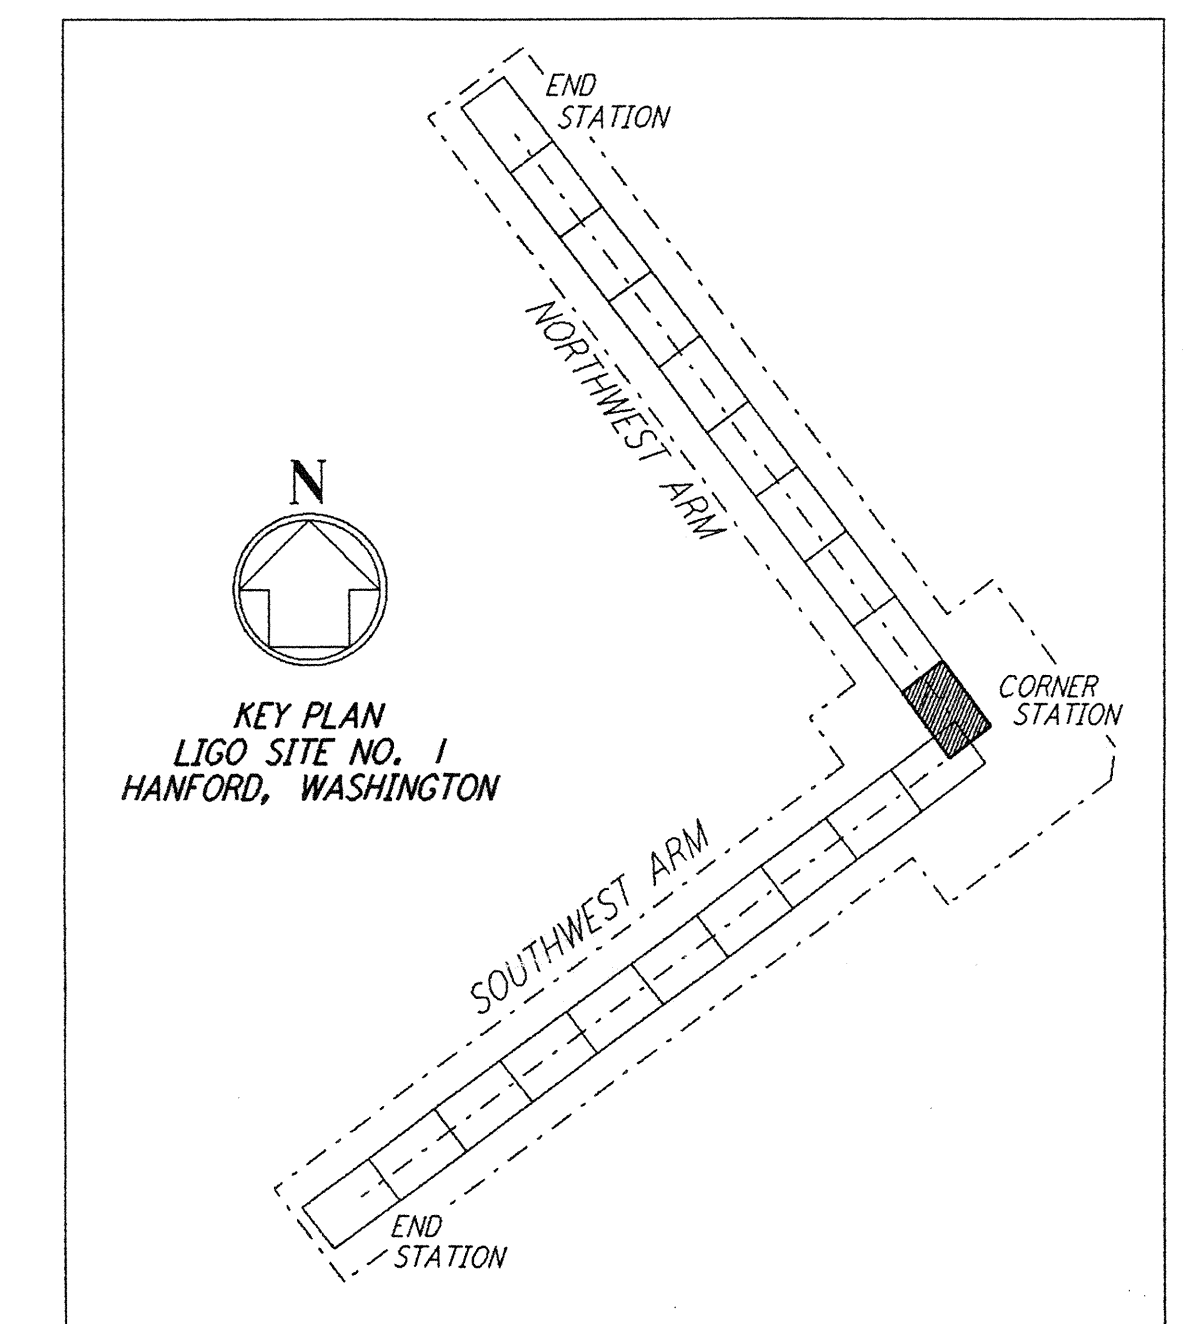 END
STATION
NORTHWEST ARM
N
KEY PLAN
LIGO SITE NO. 1
HANFORD, WASHINGTON
CORNER
STATION
SOUTHWEST ARM
END
STATION